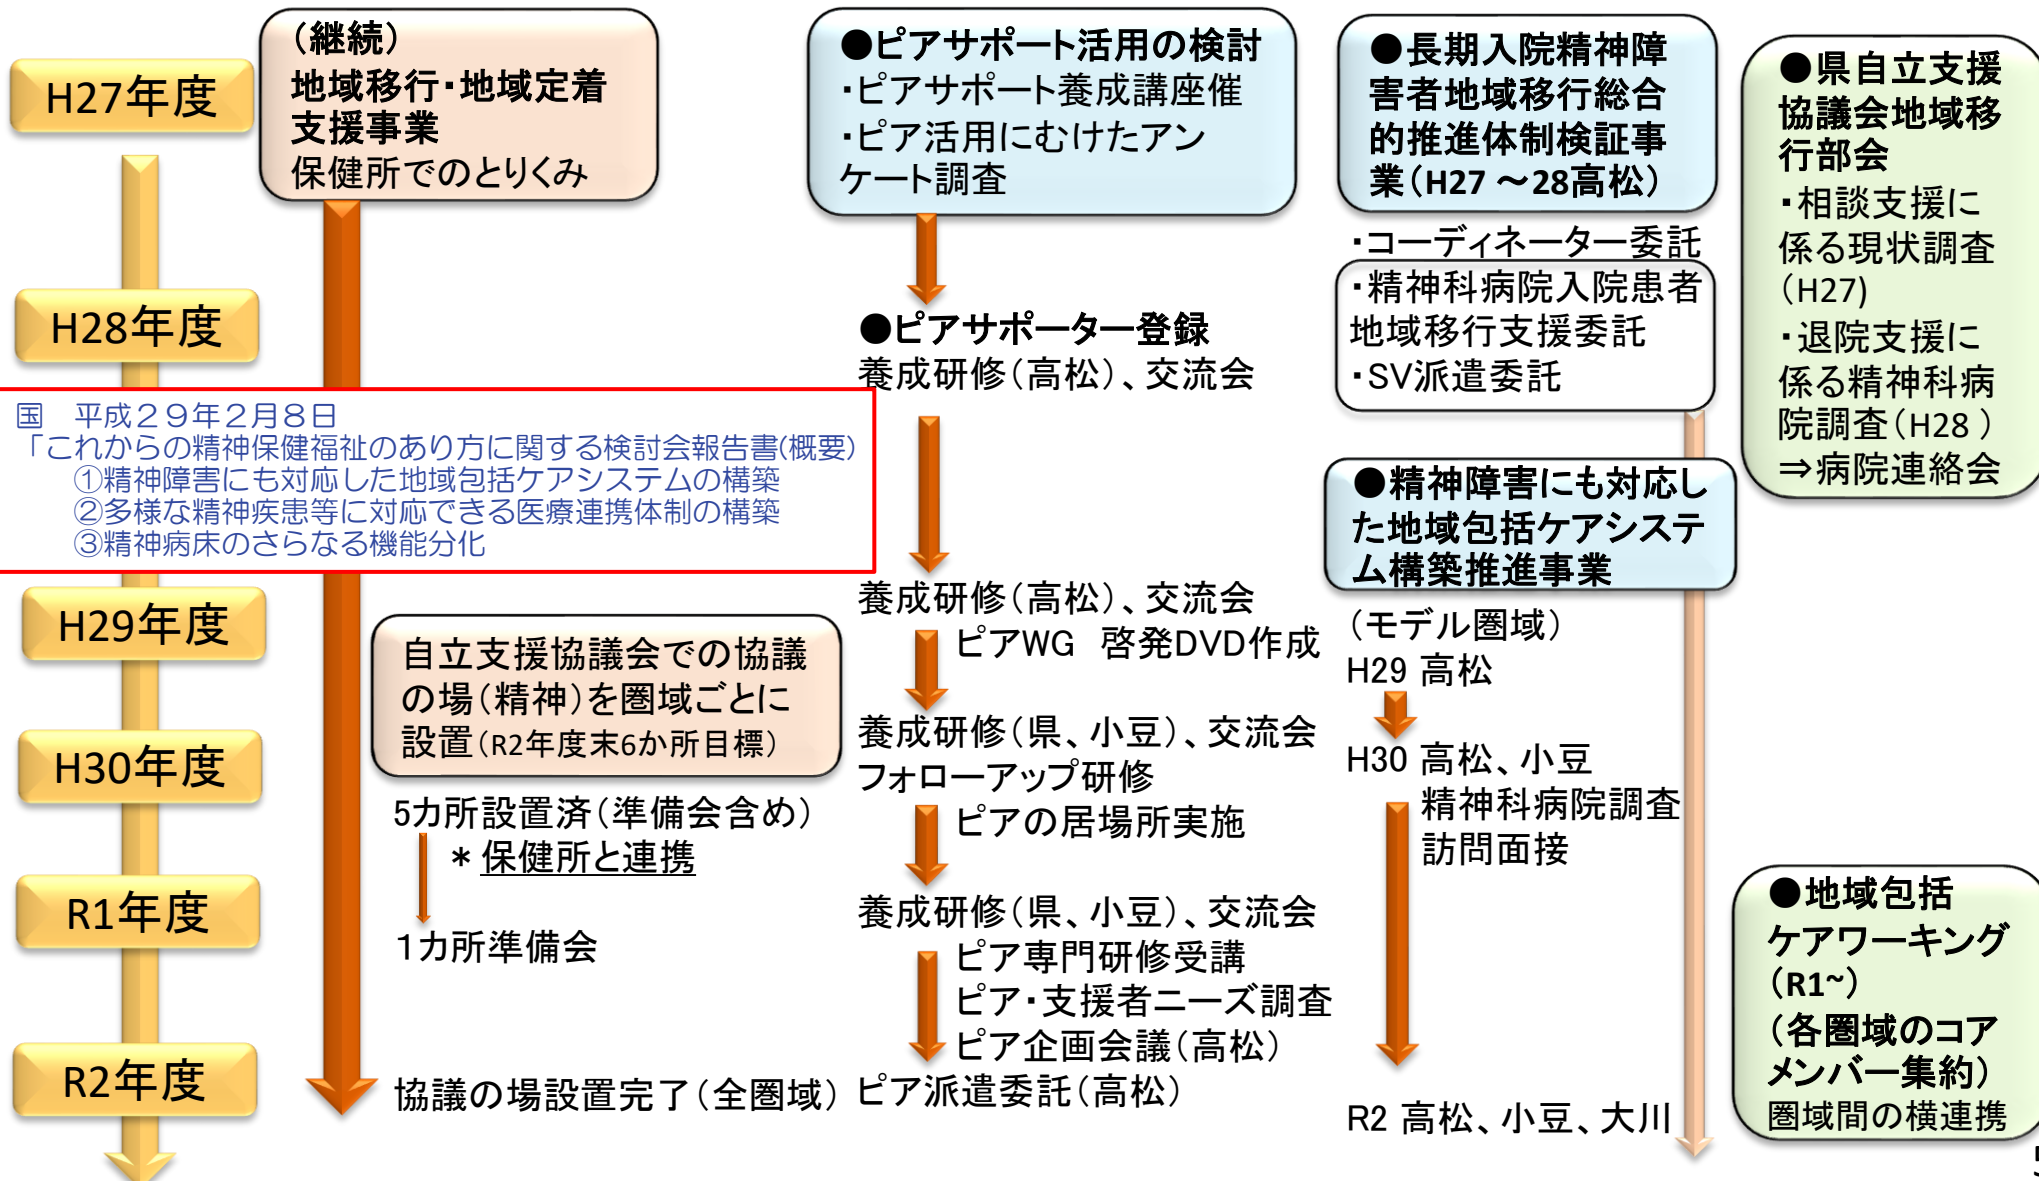 H27年度
H28年度
国　平成２９年２月８日
「これからの精神保健福祉のあり方に関する検討会報告書(概要)
①精神障害にも対応した地域包括ケアシステムの構築
②多様な精神疾患等に対応できる医療連携体制の構築
③精神病床のさらなる機能分化
H29年度
H30年度
R1年度
R2年度
（継続）
地域移行・地域定着
支援事業
保健所でのとりくみ
自立支援協議会での協議
の場（精神）を圏域ごとに
設置（R2年度末6か所目標）
5カ所設置済（準備会含め）
＊保健所と連携
１カ所準備会
協議の場設置完了（全圏域）
●ピアサポート活用の検討
・ピアサポート養成講座催
・ピア活用にむけたアン
ケート調査
●ピアサポーター登録
養成研修（高松）、交流会
養成研修（高松）、交流会
ピアWG　啓発DVD作成
養成研修（県、小豆）、交流会
フォローアップ研修
ピアの居場所実施
養成研修（県、小豆）、交流会
ピア専門研修受講
ピア・支援者ニーズ調査
ピア企画会議（高松）
ピア派遣委託（高松）
●長期入院精神障
害者地域移行総合
的推進体制検証事
業（H27 ～28高松）
・コーディネーター委託
・精神科病院入院患者
地域移行支援委託
・SV派遣委託
●精神障害にも対応し
た地域包括ケアシステ
ム構築推進事業
（モデル圏域）
H29 高松
H30 高松、小豆
精神科病院調査
訪問面接
R2 高松、小豆、大川
●県自立支援
協議会地域移
行部会
・相談支援に
係る現状調査
（H27)
・退院支援に
係る精神科病
院調査（H28 ）
⇒病院連絡会
●地域包括
ケアワーキング
（R1~）
（各圏域のコア
メンバー集約）
圏域間の横連携
5